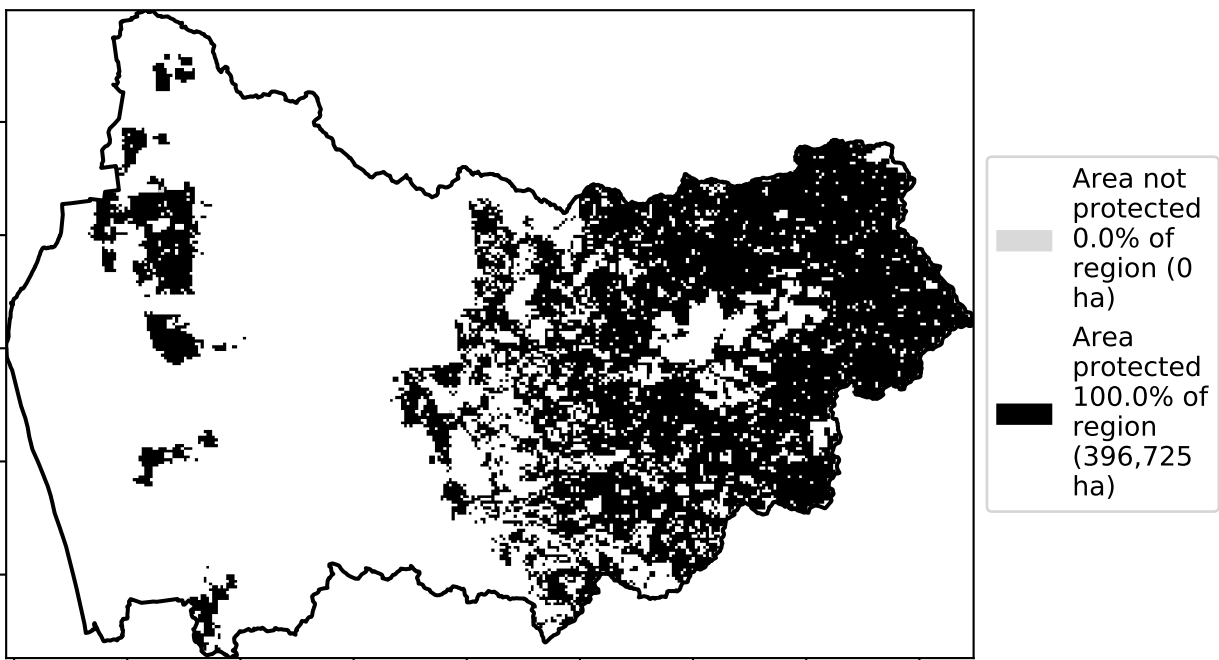 Area not
protected
0.0% of
region (0
ha)
Area
protected
100.0% of
region
(396,725
ha)